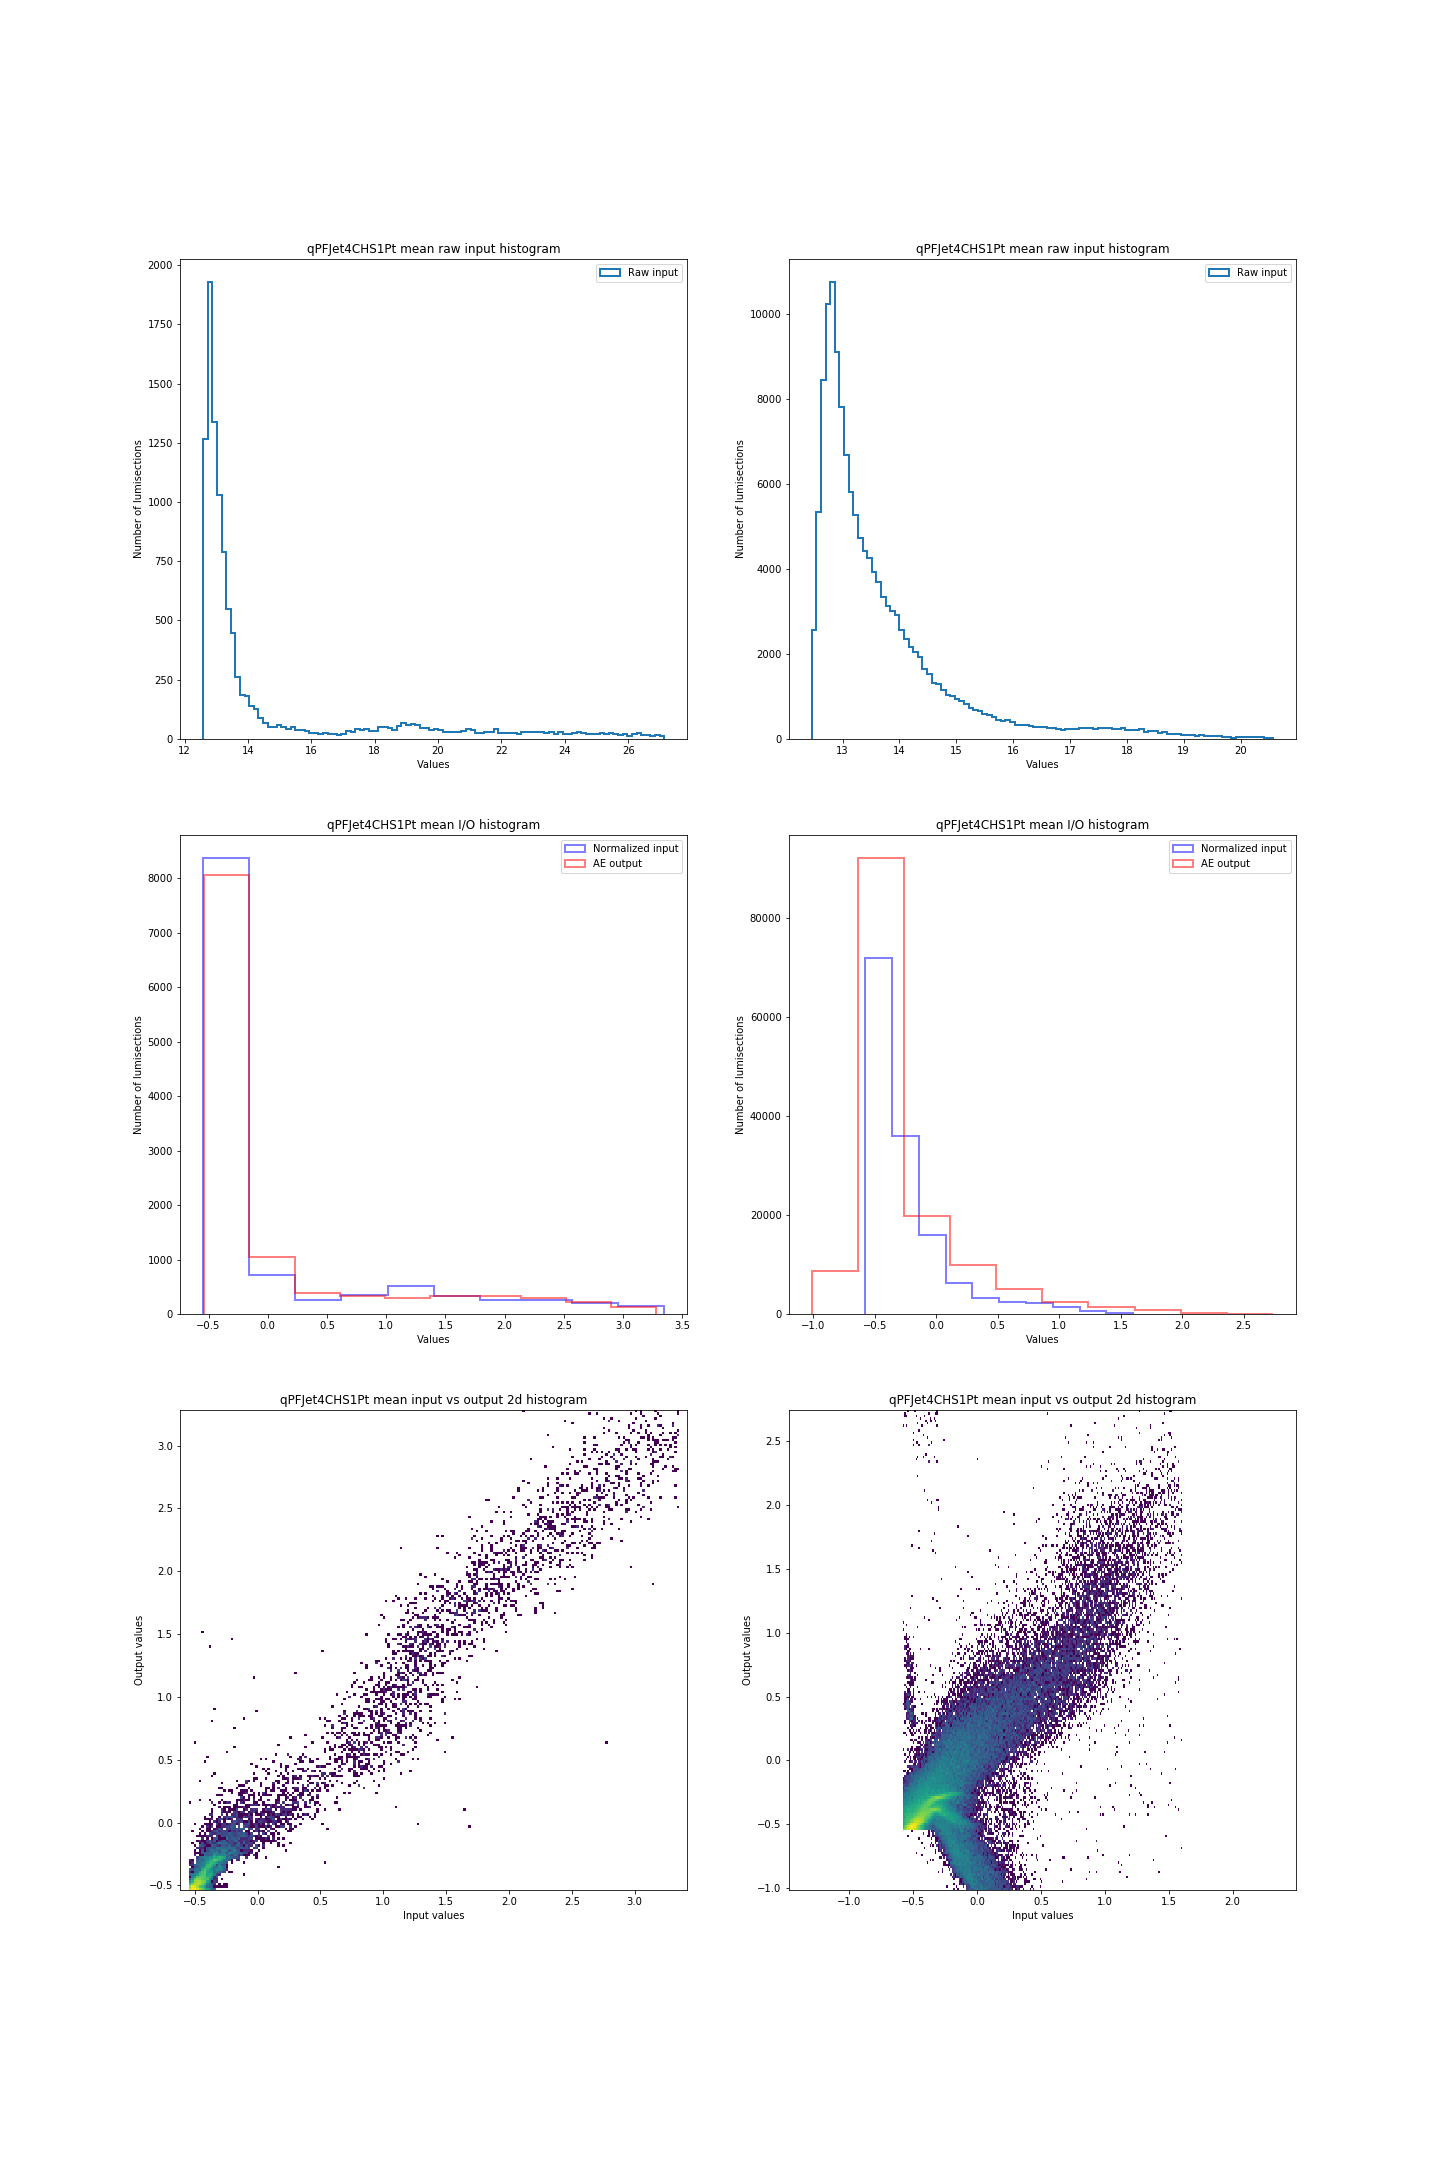 qPFJet4CHS1Pt mean raw input histogram
Raw input
2000
1750
1500
1250
1000
750
500
250
0
Number of lumisections
12 14 16 18 20 22 24 26
Values
qPFJet4CHS1Pt mean raw input histogram
Raw input
10000
8000
6000
4000
2000
0
Number of lumisections
13 14 15 16 17 18 19 20
Values
qPFJet4CHS1Pt mean I/O histogram
Normalized input
AE output
8000
7000
6000
5000
4000
3000
2000
1000
0
Number of lumisections
−0.5 0.0 0.5 1.0 1.5 2.0 2.5 3.0 3.5
Values
qPFJet4CHS1Pt mean I/O histogram
Normalized input
AE output
80000
60000
40000
20000
0
Number of lumisections
−1.0 −0.5 0.0 0.5 1.0 1.5 2.0 2.5
Values
qPFJet4CHS1Pt mean input vs output 2d histogram
3.0
2.5
2.0
1.5
1.0
0.5
0.0
−0.5
Output values
−0.5 0.0 0.5 1.0 1.5 2.0 2.5 3.0
Input values
qPFJet4CHS1Pt mean input vs output 2d histogram
2.5
2.0
1.5
1.0
0.5
0.0
−0.5
−1.0
Output values
−1.0 −0.5 0.0 0.5 1.0 1.5 2.0
Input values